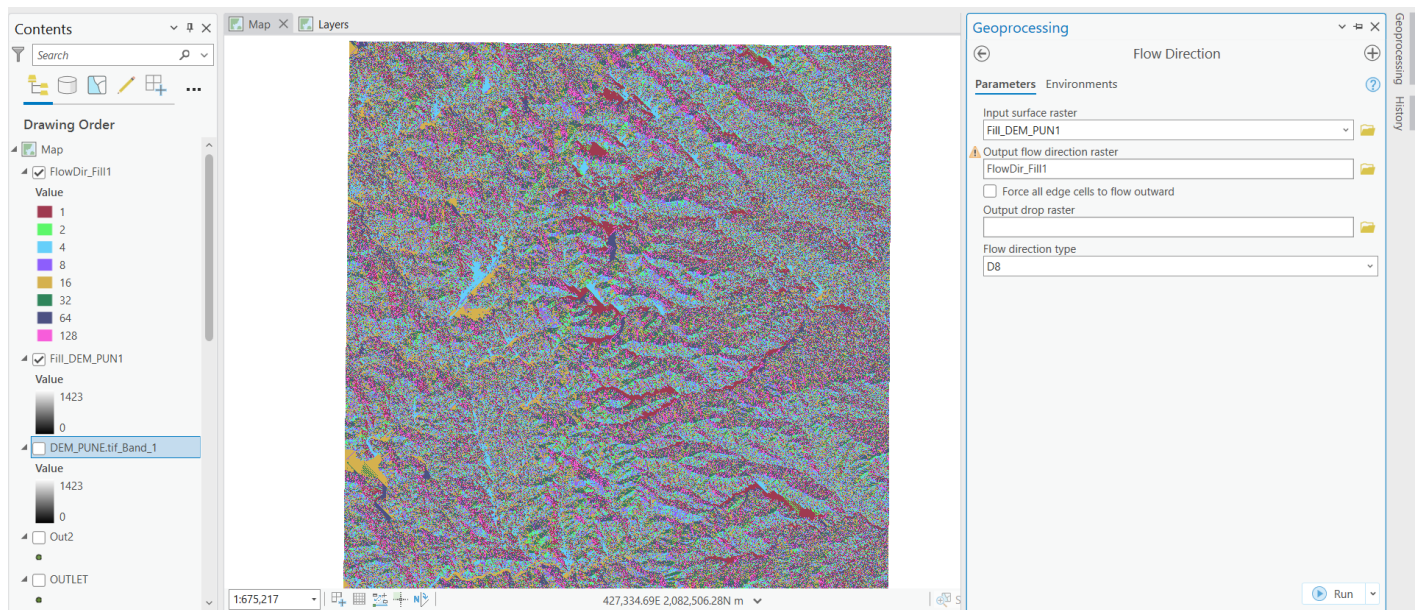 Contents
Search
Drawing Order
Map
FlowDir_Fill1
Value
1
2
4
8
16
32
64
128
Fill_DEM_PUN1
Value
1423
0
DEM_PUNE.tif_Band_1
Value
1423
0
Out2
OUTLET
Map
Layers
1:675,217
427,334.69E 2,082,506.28N m
S
Geoprocessing
Flow Direction
Parameters Environments
Input surface raster
Fill_DEM_PUN1
Output flow direction raster
FlowDir_Fill1
Force all edge cells to flow outward
Output drop raster
Flow direction type
D8
Run
Geoprocessing
History